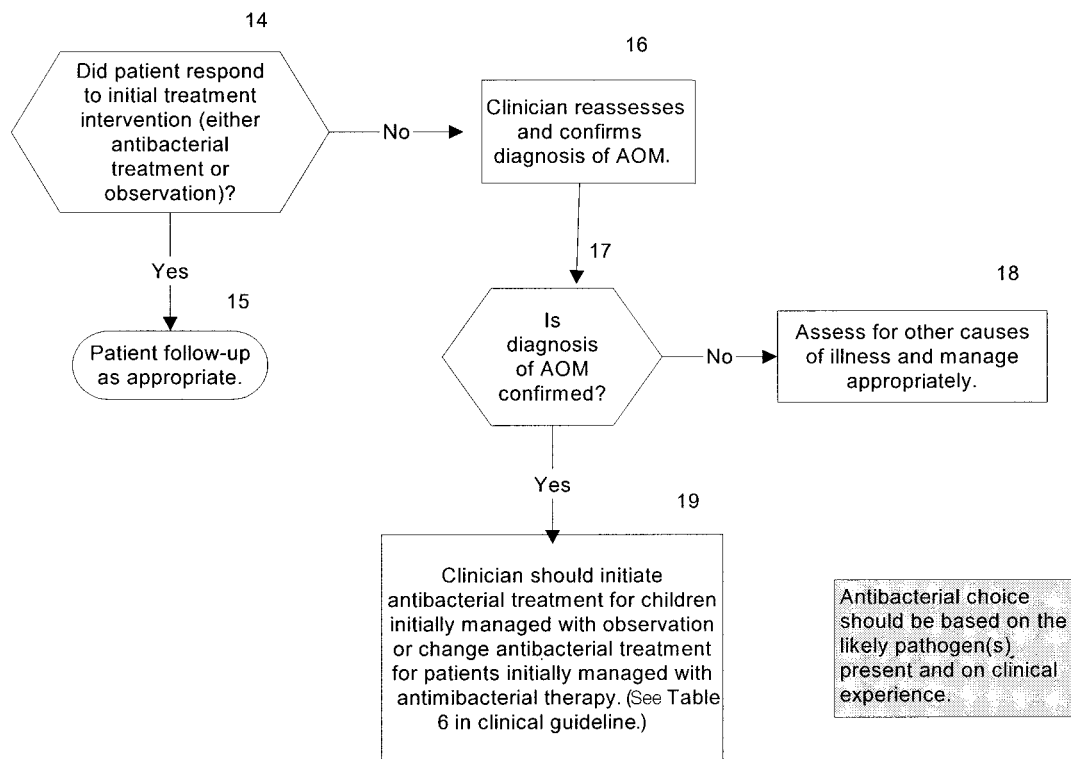 14
Did patient respond
to initial treatment
intervention (either
antibacterial
treatment or
observation)?
No
16
Clinician reassesses
and confirms
diagnosis of AOM.
Yes
15
Patient follow-up
as appropriate.
17
Is
diagnosis
of AOM
confirmed?
No
18
Assess for other causes
of illness and manage
appropriately.
Yes
19
Clinician should initiate
antibacterial treatment for children
initially managed with observation
or change antibacterial treatment
for patients initially managed with
antimibacterial therapy. (See Table
6 in clinical guideline.)
Antibacterial choice
should be based on the
likely pathogen(s)
present and on clinical
experience.